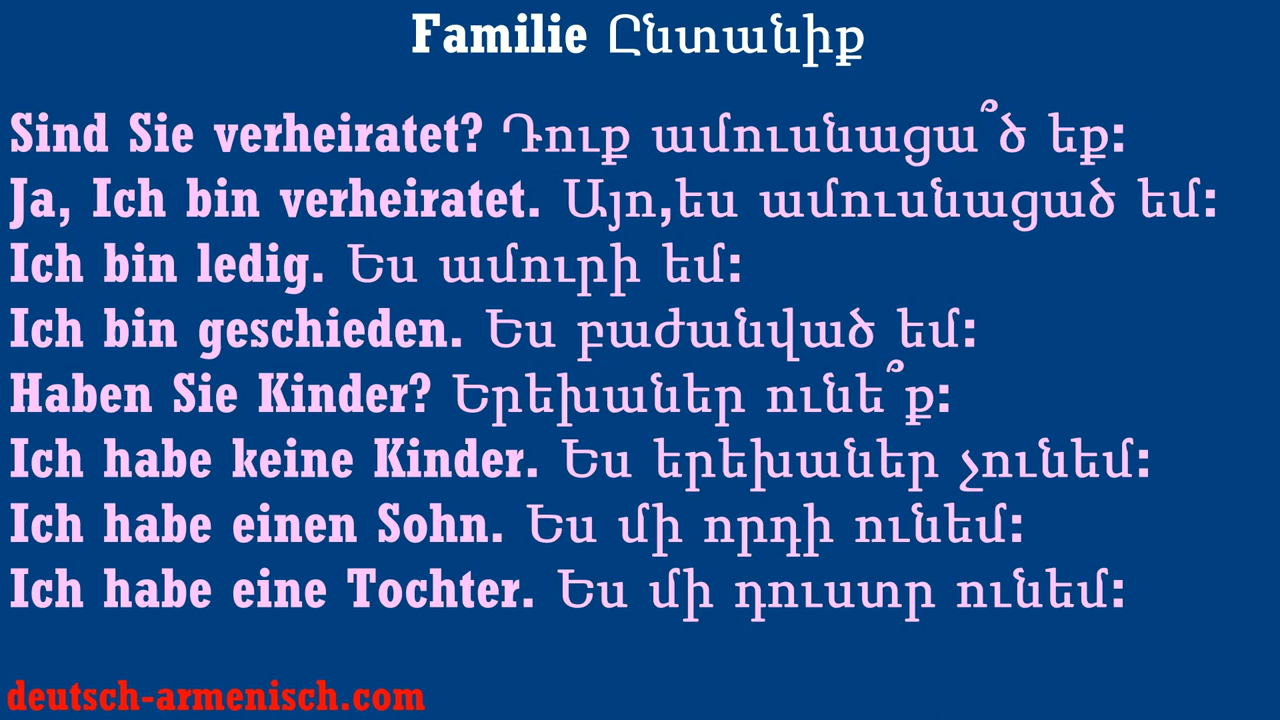 Familie Ընտանիք
Sind Sie verheiratet? Դուք ամուսնացա՞ծ եք:
Ja, Ich bin verheiratet. Այո,ես ամուսնացած եմ:
Ich bin ledig. Ես ամուրի եմ:
Ich bin geschieden. Ես բաժանված եմ:
Haben Sie Kinder? Երեխաներ ունե՞ք:
Ich habe keine Kinder. Ես երեխաներ չունեմ:
Ich habe einen Sohn. Ես մի որդի ունեմ:
Ich habe eine Tochter. Ես մի դուստր ունեմ:
deutsch-armenisch.com